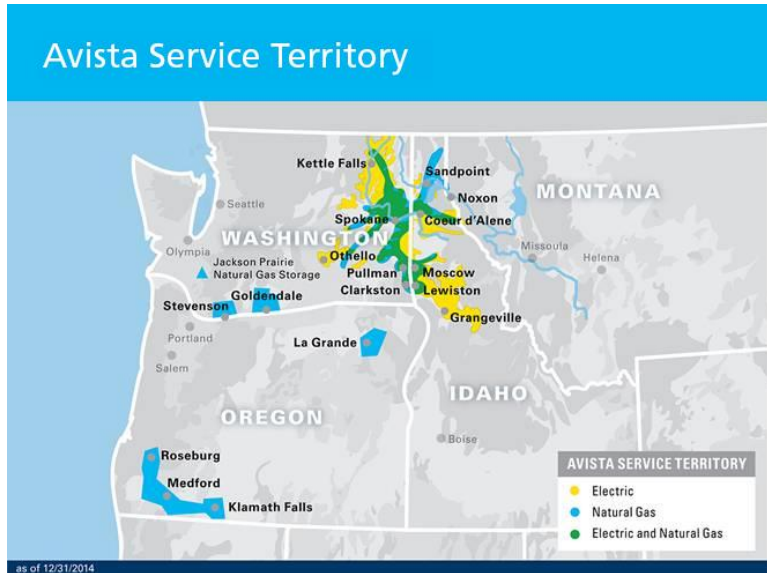 Avista Service Territory
Kettle Falls
Sandpoint
Noxon
MONTANA
Seattle
Spokane
Coeur d'Alene
WASHINGTON
Othello
Olympia
Missoula
Helena
Jackson Prairie
Natural Gas Storage
Pullman
Moscow
Clarkston
Lewiston
Goldendale
Stevenson
Grangeville
Portland
La Grande
Salem
IDAHO
OREGON
Boise
Roseburg
Medford
Klamath Falls
AVISTA SERVICE TERRITORY
Electric
Natural Gas
Electric and Natural Gas
as of 12/31/2014